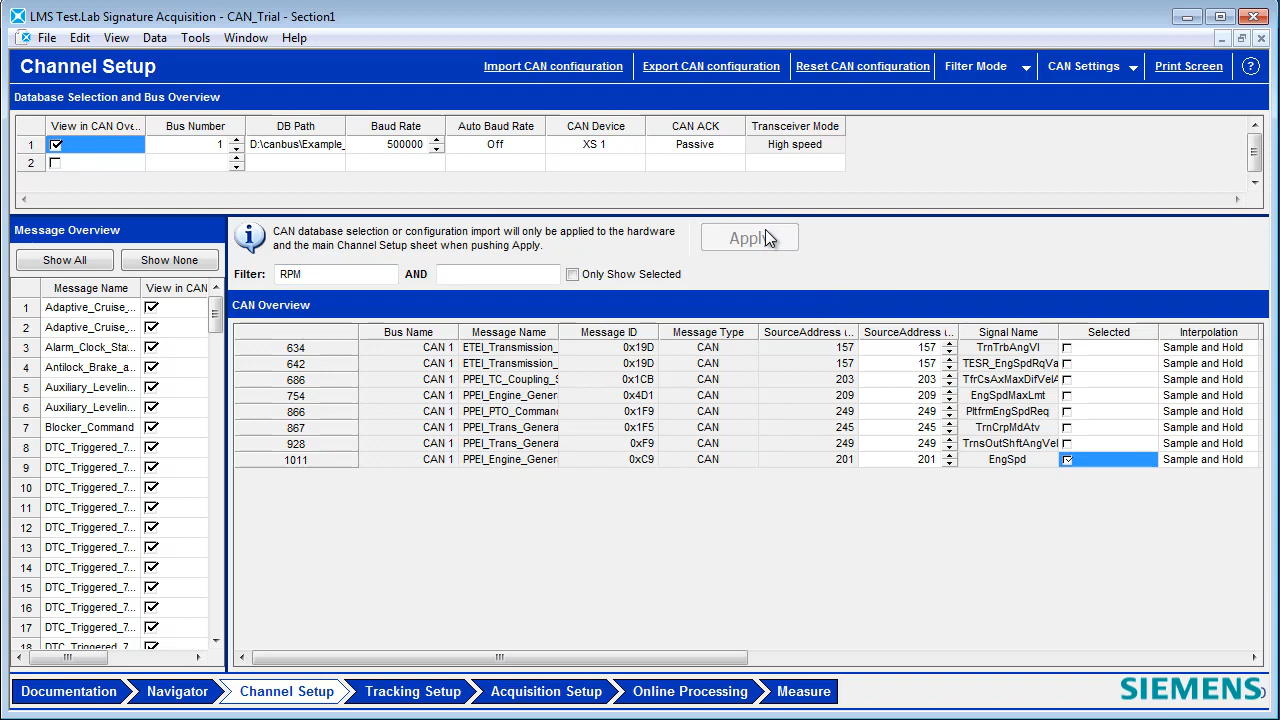 LMS Test.Lab Signature Acquisition - CAN_Trial - Section1
File Edit View Data Tools Window Help
Channel Setup Import CAN configuration Export CAN configuration Reset CAN configuration Filter Mode CAN Settings Print Screen ?
Database Selection and Bus Overview
View in CAN Ove... Bus Number DB Path Baud Rate Auto Baud Rate CAN Device CAN ACK Transceiver Mode
1 1 D:\canbus\Example_ 500000 Off XS 1 Passive High speed
2
Message Overview
Show All Show None
Message Name View in CAN
1 Adaptive_Cruise_...
2 Adaptive_Cruise_...
3 Alarm_Clock_Sta...
4 Antilock_Brake_a...
5 Auxiliary_Leveling...
6 Auxiliary_Leveling...
7 Blocker_Command
8 DTC_Triggered_7...
9 DTC_Triggered_7...
10 DTC_Triggered_7...
11 DTC_Triggered_7...
12 DTC_Triggered_7...
13 DTC_Triggered_7...
14 DTC_Triggered_7...
15 DTC_Triggered_7...
16 DTC_Triggered_7...
17 DTC_Triggered_7...
18 DTC_Triggered_7...
CAN database selection or configuration import will only be applied to the hardware
and the main Channel Setup sheet when pushing Apply.
Apply
Filter: RPM AND Only Show Selected
CAN Overview
Bus Name Message Name Message ID Message Type SourceAddress (... SourceAddress (... Signal Name Selected Interpolation
634 CAN 1 ETEI_Transmission_ 0x19D CAN 157 157 TrnTrbAngVl Sample and Hold
642 CAN 1 ETEI_Transmission_ 0x19D CAN 157 157 TESR_EngSpdRqVa Sample and Hold
686 CAN 1 PPEI_TC_Coupling_S 0x1CB CAN 203 203 TfrCsAxMaxDifVelA Sample and Hold
754 CAN 1 PPEI_Engine_Gener 0x4D1 CAN 209 209 EngSpdMaxLmt Sample and Hold
866 CAN 1 PPEI_PTO_Comman 0x1F9 CAN 249 249 PltfrmEngSpdReq Sample and Hold
867 CAN 1 PPEI_Trans_Genera 0x1F5 CAN 245 245 TrnCrpMdAtv Sample and Hold
928 CAN 1 PPEI_Trans_Genera 0xF9 CAN 249 249 TrnsOutShftAngVel Sample and Hold
1011 CAN 1 PPEI_Engine_Gener 0xC9 CAN 201 201 EngSpd Sample and Hold
Documentation Navigator Channel Setup Tracking Setup Acquisition Setup Online Processing Measure
SIEMENS